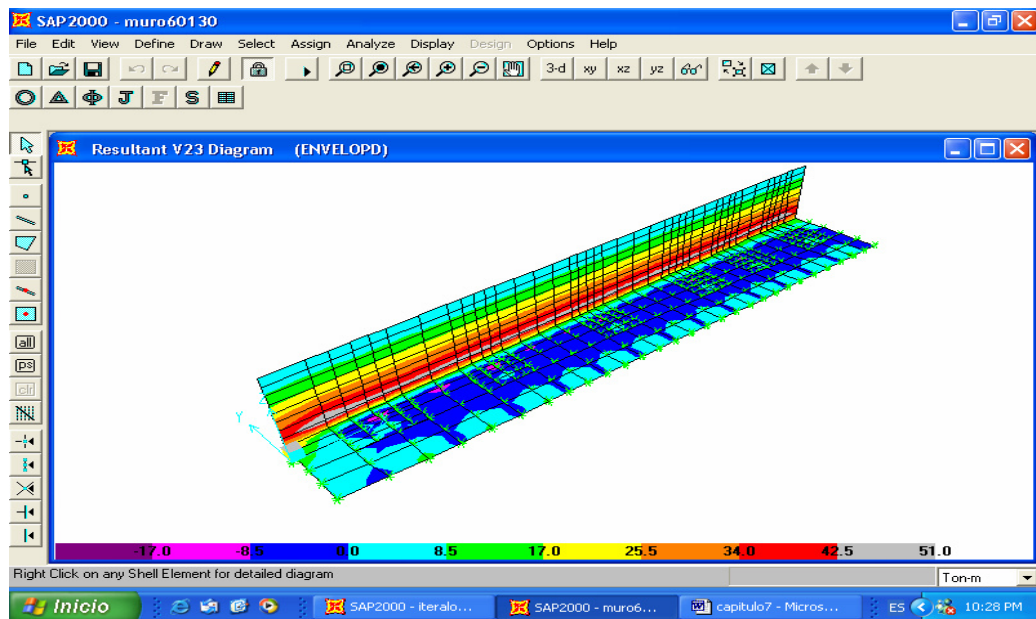 SAP2000 - muro60130
File Edit View Define Draw Select Assign Analyze Display Design Options Help
3-d xy xz yz
J F S
Resultant V23 Diagram (ENVELOPD)
all
ps
clr
Y
-17.0 -8.5 0.0 8.5 17.0 25.5 34.0 42.5 51.0
Right Click on any Shell Element for detailed diagram
Ton-m
Inicio
SAP2000 - iteralo...
SAP2000 - muro6...
capitulo7 - Micros...
ES
10:28 PM